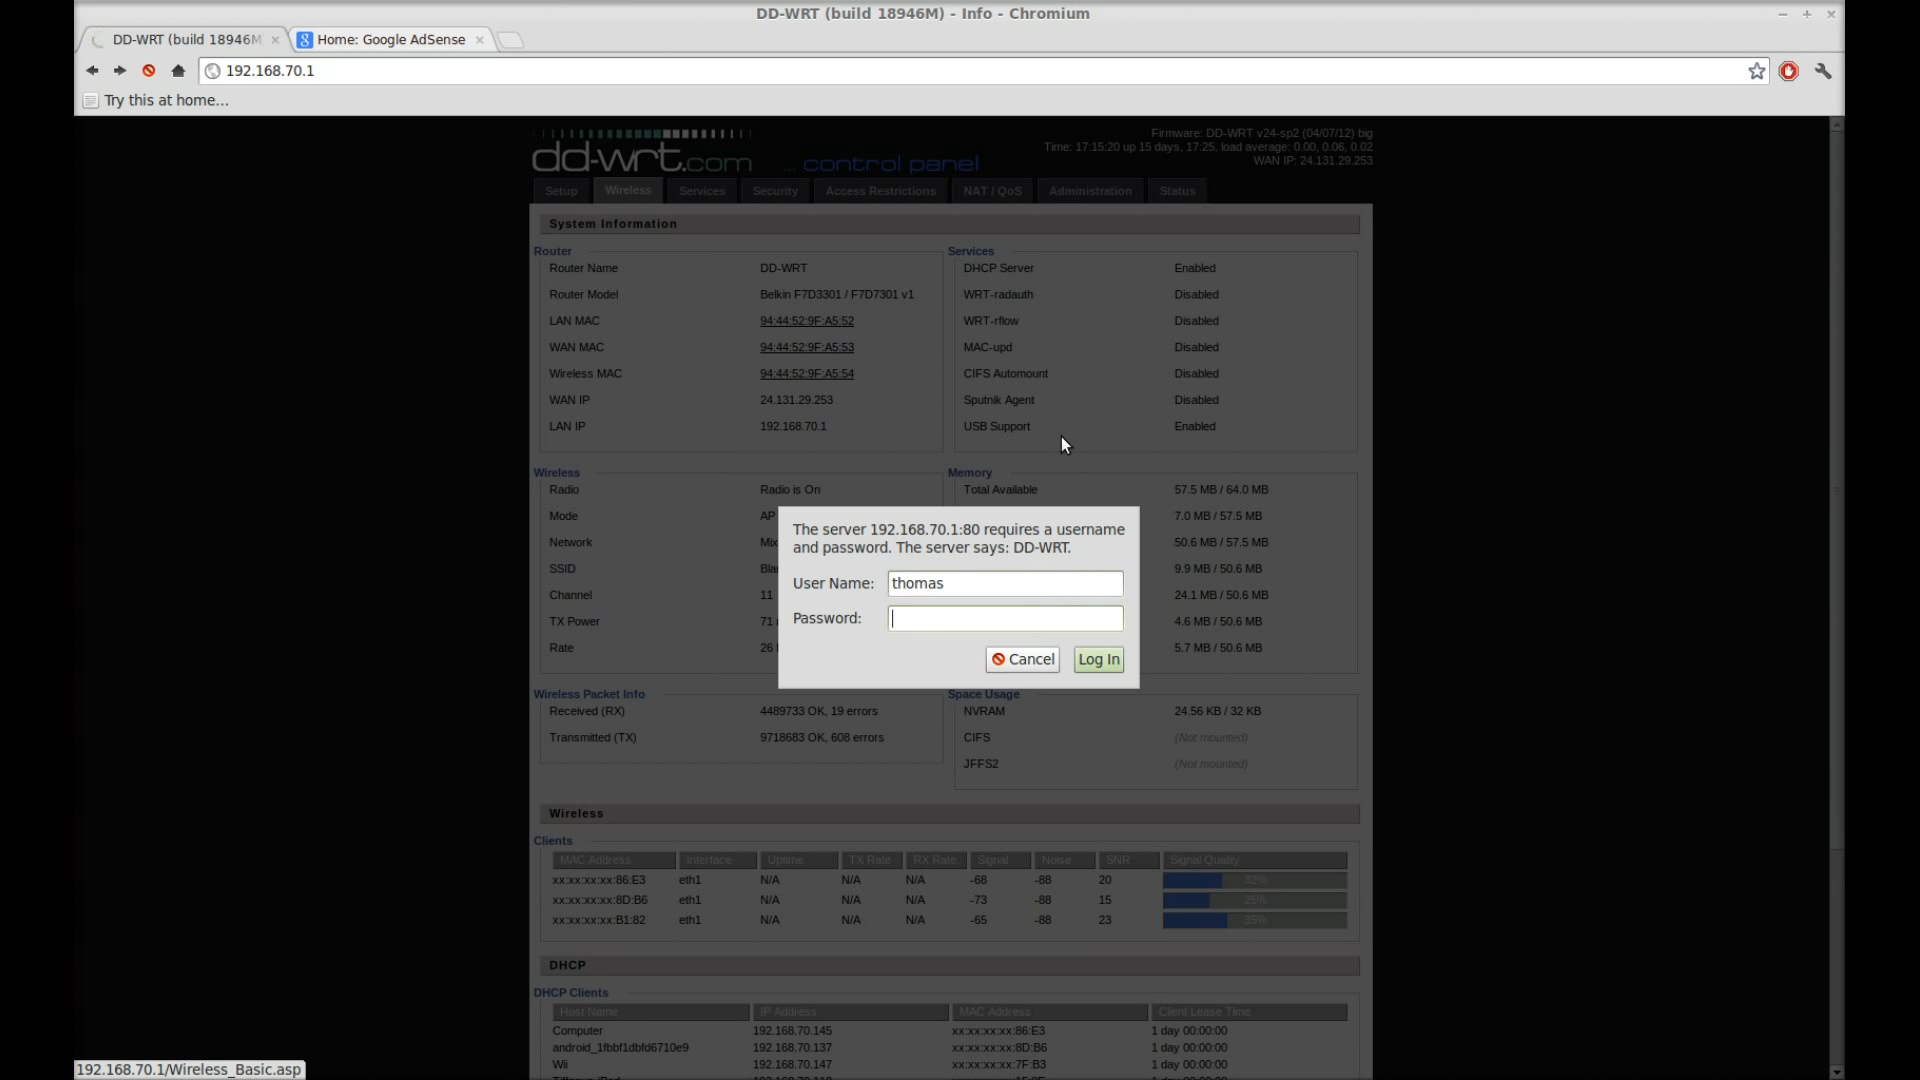 DD-WRT (build 18946M) - Info - Chromium
DD-WRT (build 18946M
Home: Google AdSense
192.168.70.1
Try this at home...
dd-wrt.com ... control panel
Firmware: DD-WRT v24-sp2 (04/07/12) big
Time: 17:15:20 up 15 days, 17:25, load average: 0.00, 0.06, 0.02
WAN IP: 24.131.29.253
Setup Wireless Services Security Access Restrictions NAT / QoS Administration Status
System Information
Router
Router Name DD-WRT
Router Model Belkin F7D3301 / F7D7301 v1
LAN MAC 94:44:52:9F:A5:52
WAN MAC 94:44:52:9F:A5:53
Wireless MAC 94:44:52:9F:A5:54
WAN IP 24.131.29.253
LAN IP 192.168.70.1
Services
DHCP Server Enabled
WRT-radauth Disabled
WRT-rflow Disabled
MAC-upd Disabled
CIFS Automount Disabled
Sputnik Agent Disabled
USB Support Enabled
Wireless
Radio Radio is On
Mode AP
Network
SSID
Channel 11
TX Power 71
Rate 26
Memory
Total Available 57.5 MB / 64.0 MB
7.0 MB / 57.5 MB
50.6 MB / 57.5 MB
9.9 MB / 50.6 MB
24.1 MB / 50.6 MB
4.6 MB / 50.6 MB
5.7 MB / 50.6 MB
The server 192.168.70.1:80 requires a username
and password. The server says: DD-WRT.
User Name: thomas
Password:
Cancel Log In
Wireless Packet Info
Received (RX) 4489733 OK, 19 errors
Transmitted (TX) 9718683 OK, 608 errors
Space Usage
NVRAM 24.56 KB / 32 KB
CIFS (Not mounted)
JFFS2 (Not mounted)
Wireless
Clients
MAC Address Interface Uptime TX Rate RX Rate Signal Noise SNR Signal Quality
xx:xx:xx:xx:86:E3 eth1 N/A N/A N/A -68 -88 20 32%
xx:xx:xx:xx:8D:B6 eth1 N/A N/A N/A -73 -88 15 25%
xx:xx:xx:xx:B1:82 eth1 N/A N/A N/A -65 -88 23 35%
DHCP
DHCP Clients
Host Name IP Address MAC Address Client Lease Time
Computer 192.168.70.145 xx:xx:xx:xx:86:E3 1 day 00:00:00
android_1fbbf1dbfd6710e9 192.168.70.137 xx:xx:xx:xx:8D:B6 1 day 00:00:00
Wii 192.168.70.147 xx:xx:xx:xx:7F:B3 1 day 00:00:00
192.168.70.1/Wireless_Basic.asp